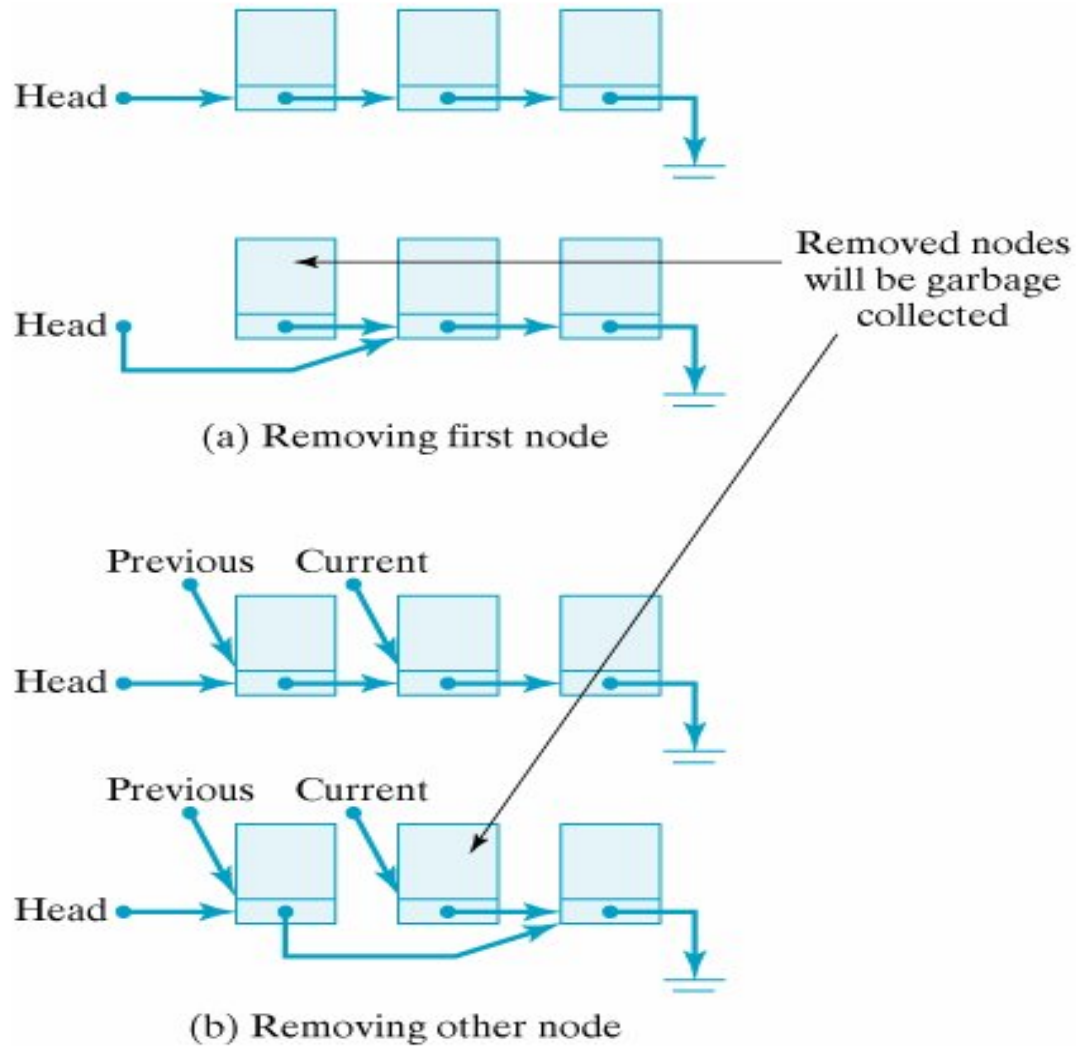 Head
Head
Removed nodes
will be garbage
collected
(a) Removing first node
Previous Current
Head
Previous Current
Head
(b) Removing other node